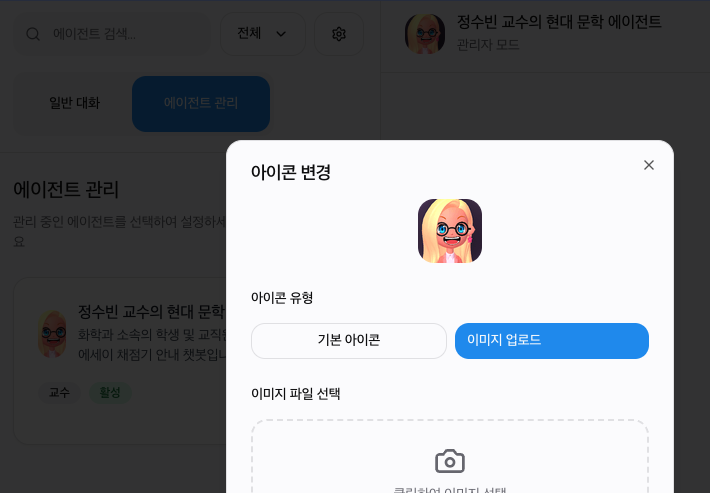 에이전트 검색...
전체
정수빈 교수의 현대 문학 에이전트
관리자 모드
일반 대화
에이전트 관리
에이전트 관리
관리 중인 에이전트를 선택하여 설정하세
요
정수빈 교수의 현대 문학
화학과 소속의 학생 및 교직원
에세이 채점기 안내 챗봇입니
교수
활성
아이콘 변경
아이콘 유형
기본 아이콘
이미지 업로드
이미지 파일 선택
클릭하여 이미지 선택